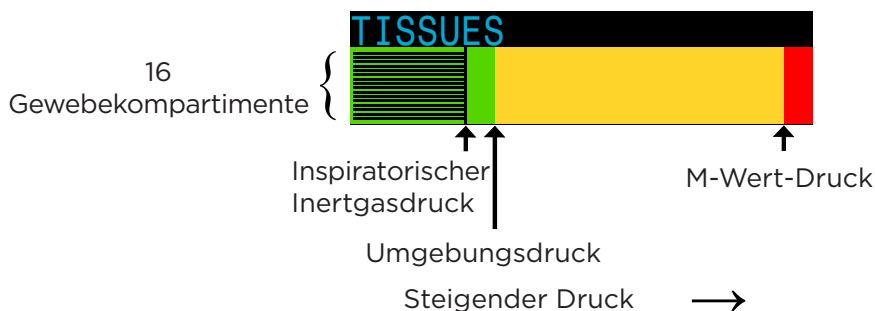 TISSUES
16
Gewebekompartimente
Inspiratorischer
Inertgasdruck
M-Wert-Druck
Umgebungsdruck
Steigender Druck